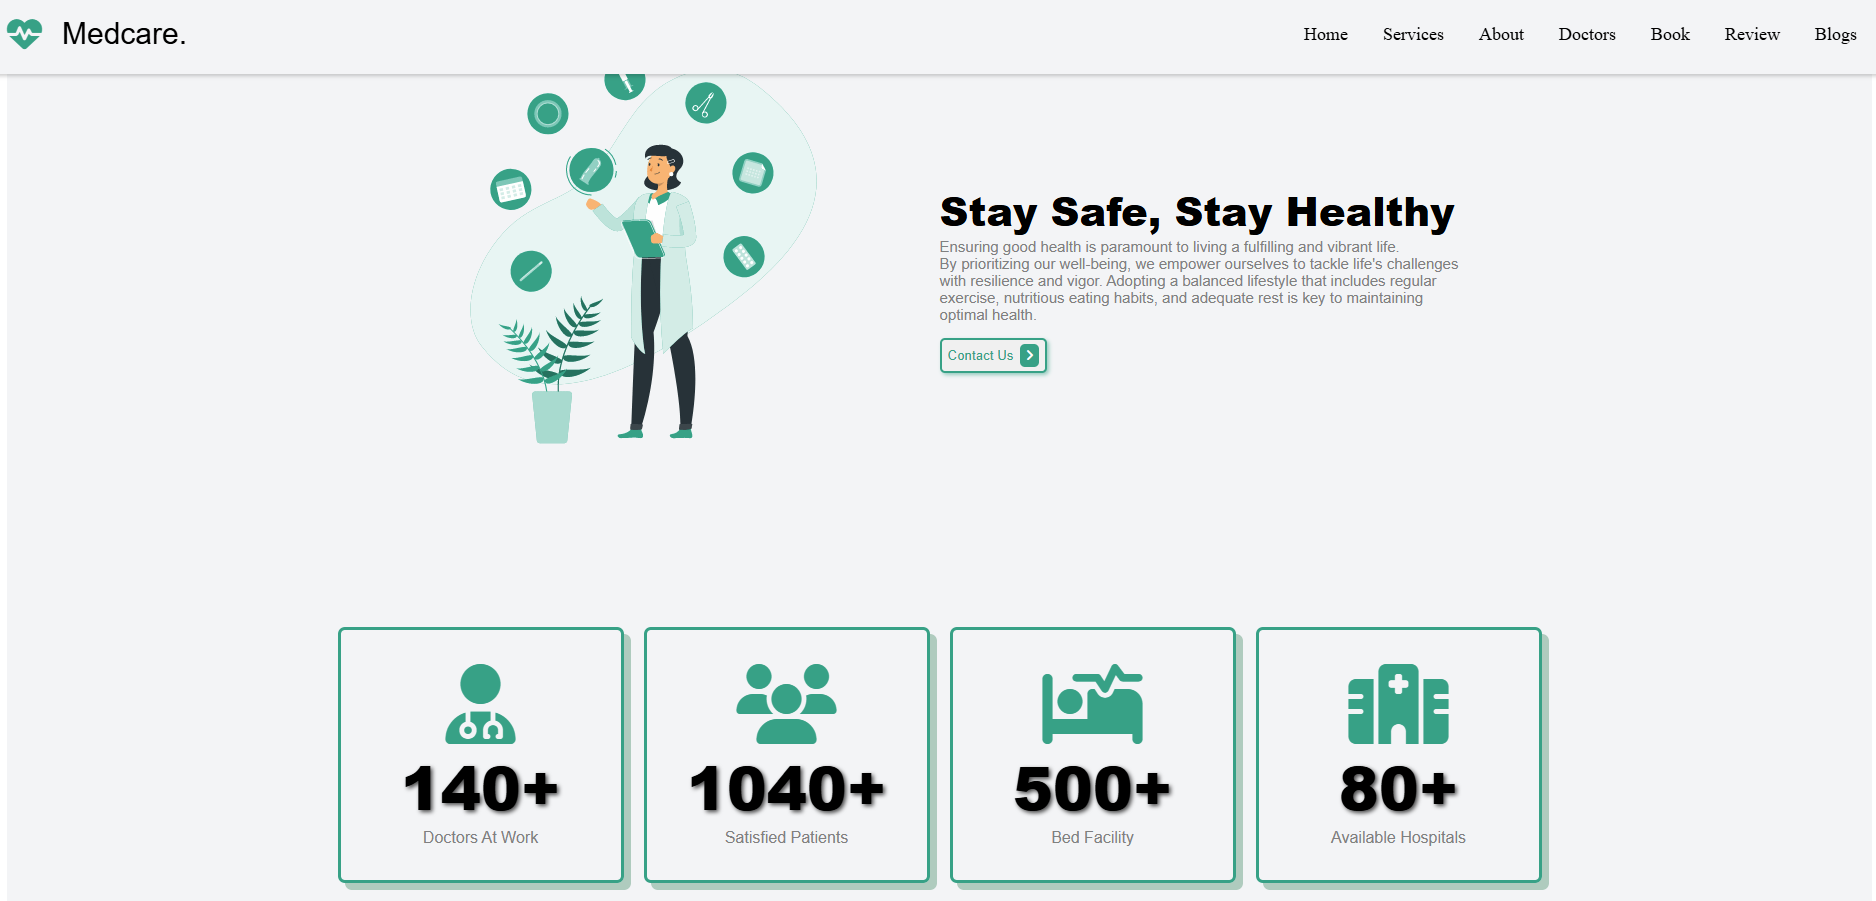 Medcare.
Home Services About Doctors Book Review Blogs
Stay Safe, Stay Healthy
Ensuring good health is paramount to living a fulfilling and vibrant life.
By prioritizing our well-being, we empower ourselves to tackle life's challenges
with resilience and vigor. Adopting a balanced lifestyle that includes regular
exercise, nutritious eating habits, and adequate rest is key to maintaining
optimal health.
Contact Us
140+
Doctors At Work
1040+
Satisfied Patients
500+
Bed Facility
80+
Available Hospitals